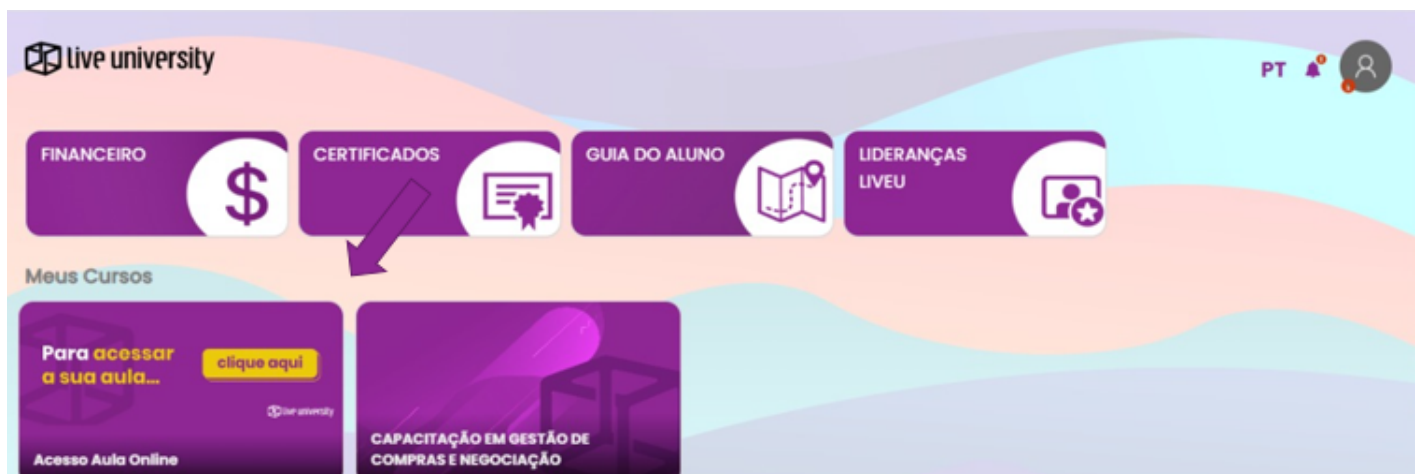 live university
PT
FINANCEIRO
CERTIFICADOS
GUIA DO ALUNO
LIDERANÇAS
LIVEU
Meus Cursos
Para acessar
a sua aula...
clique aqui
live university
Acesso Aula Online
CAPACITAÇÃO EM GESTÃO DE
COMPRAS E NEGOCIAÇÃO